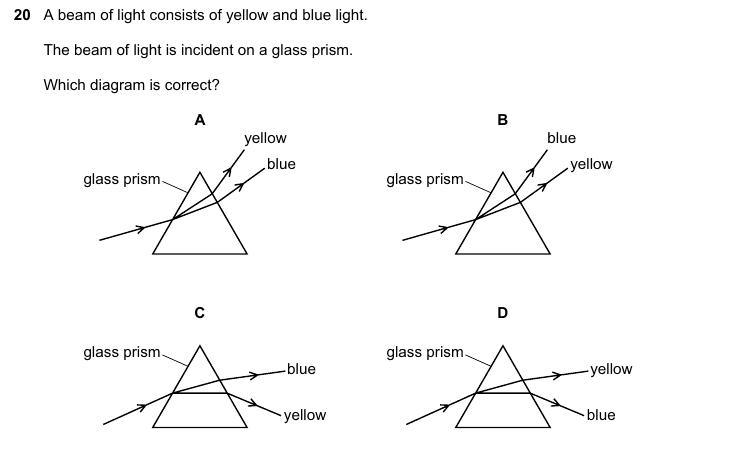 20 A beam of light consists of yellow and blue light.
The beam of light is incident on a glass prism.
Which diagram is correct?
A
B
yellow
blue
glass prism
blue
yellow
glass prism
C
D
glass prism
blue
yellow
glass prism
yellow
blue